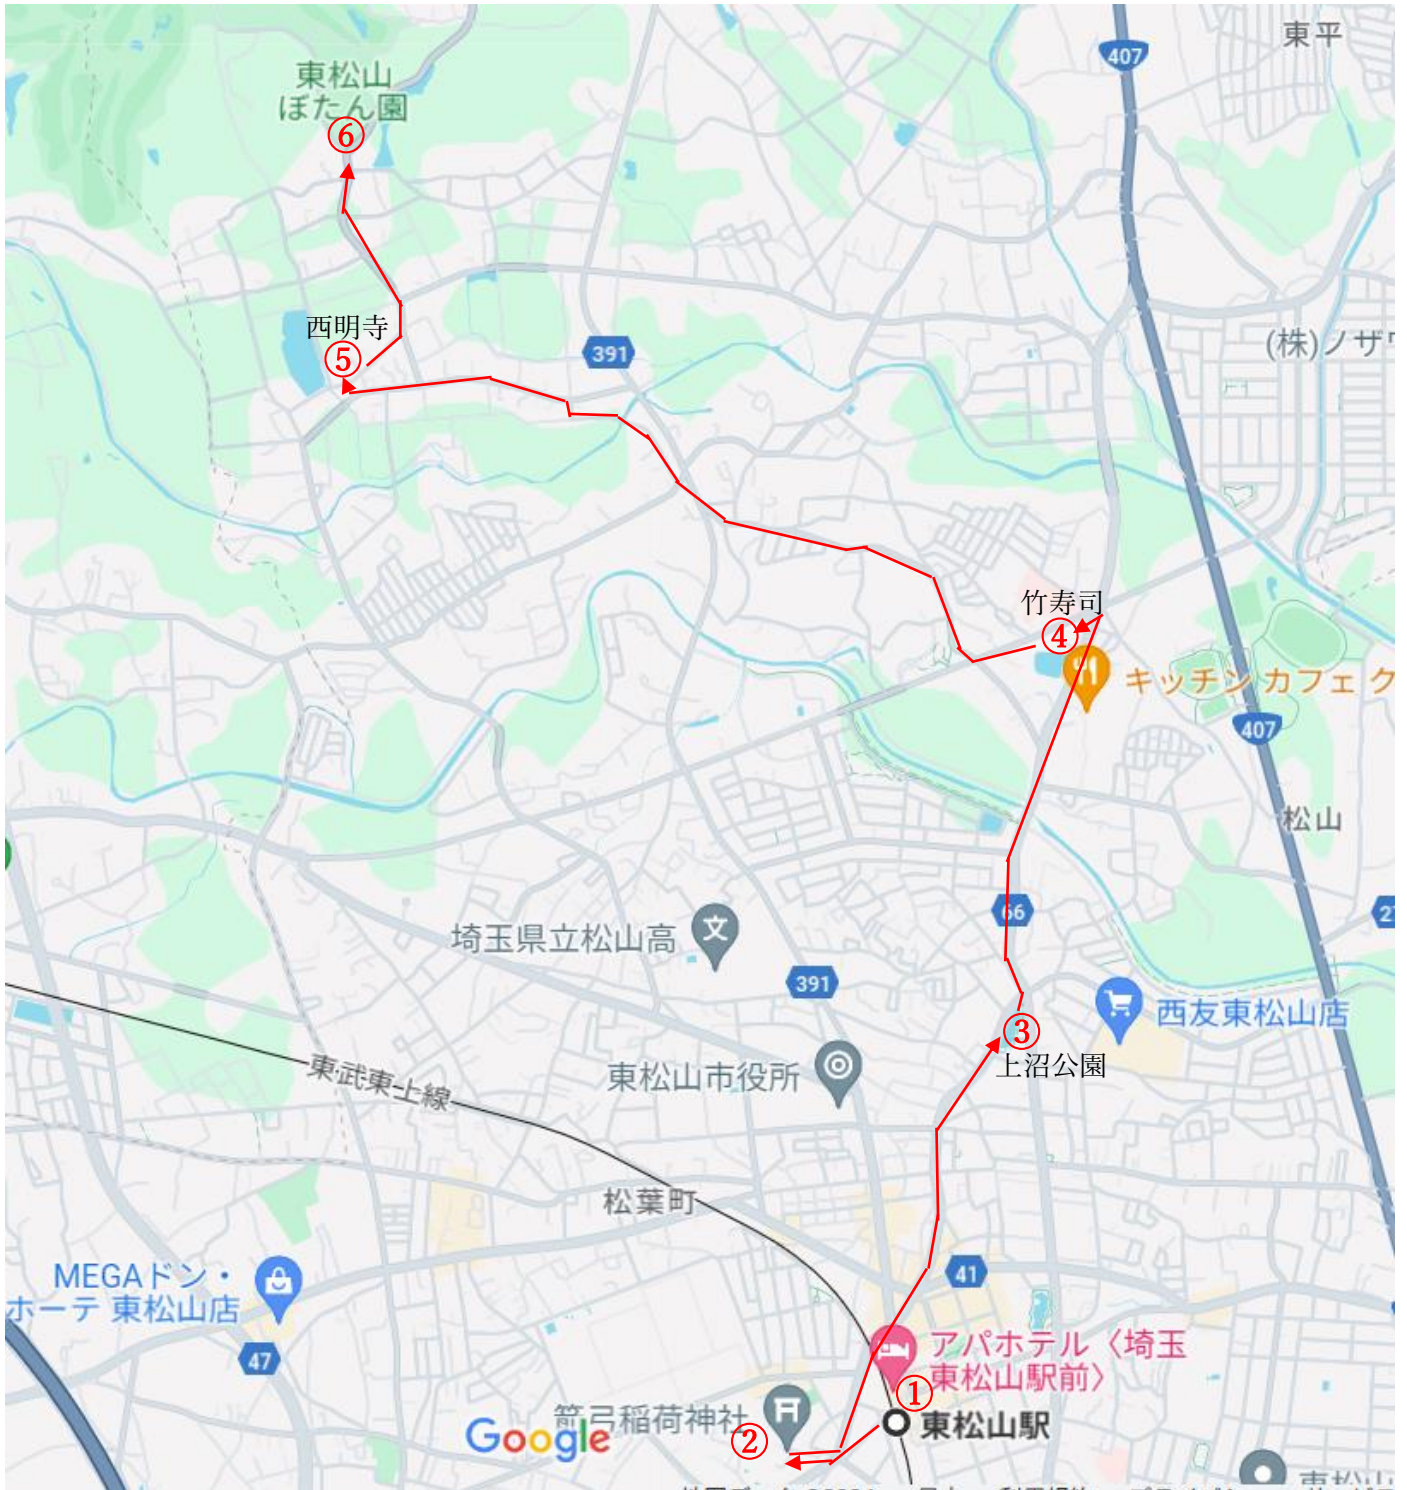 東平
407
東松山
ぼたん園
⑥
西明寺
⑤
391
(株)ノザワ
竹寿司
④
キッチン カフェ ク
407
松山
66
27
埼玉県立松山高
文
391
西友東松山店
③
上沼公園
東松山市役所
東武東上線
松葉町
MEGAドン・
ホーテ 東松山店
47
41
アパホテル〈埼玉
東松山駅前〉
①
東松山駅
箭弓稲荷神社
②
Google
東松山